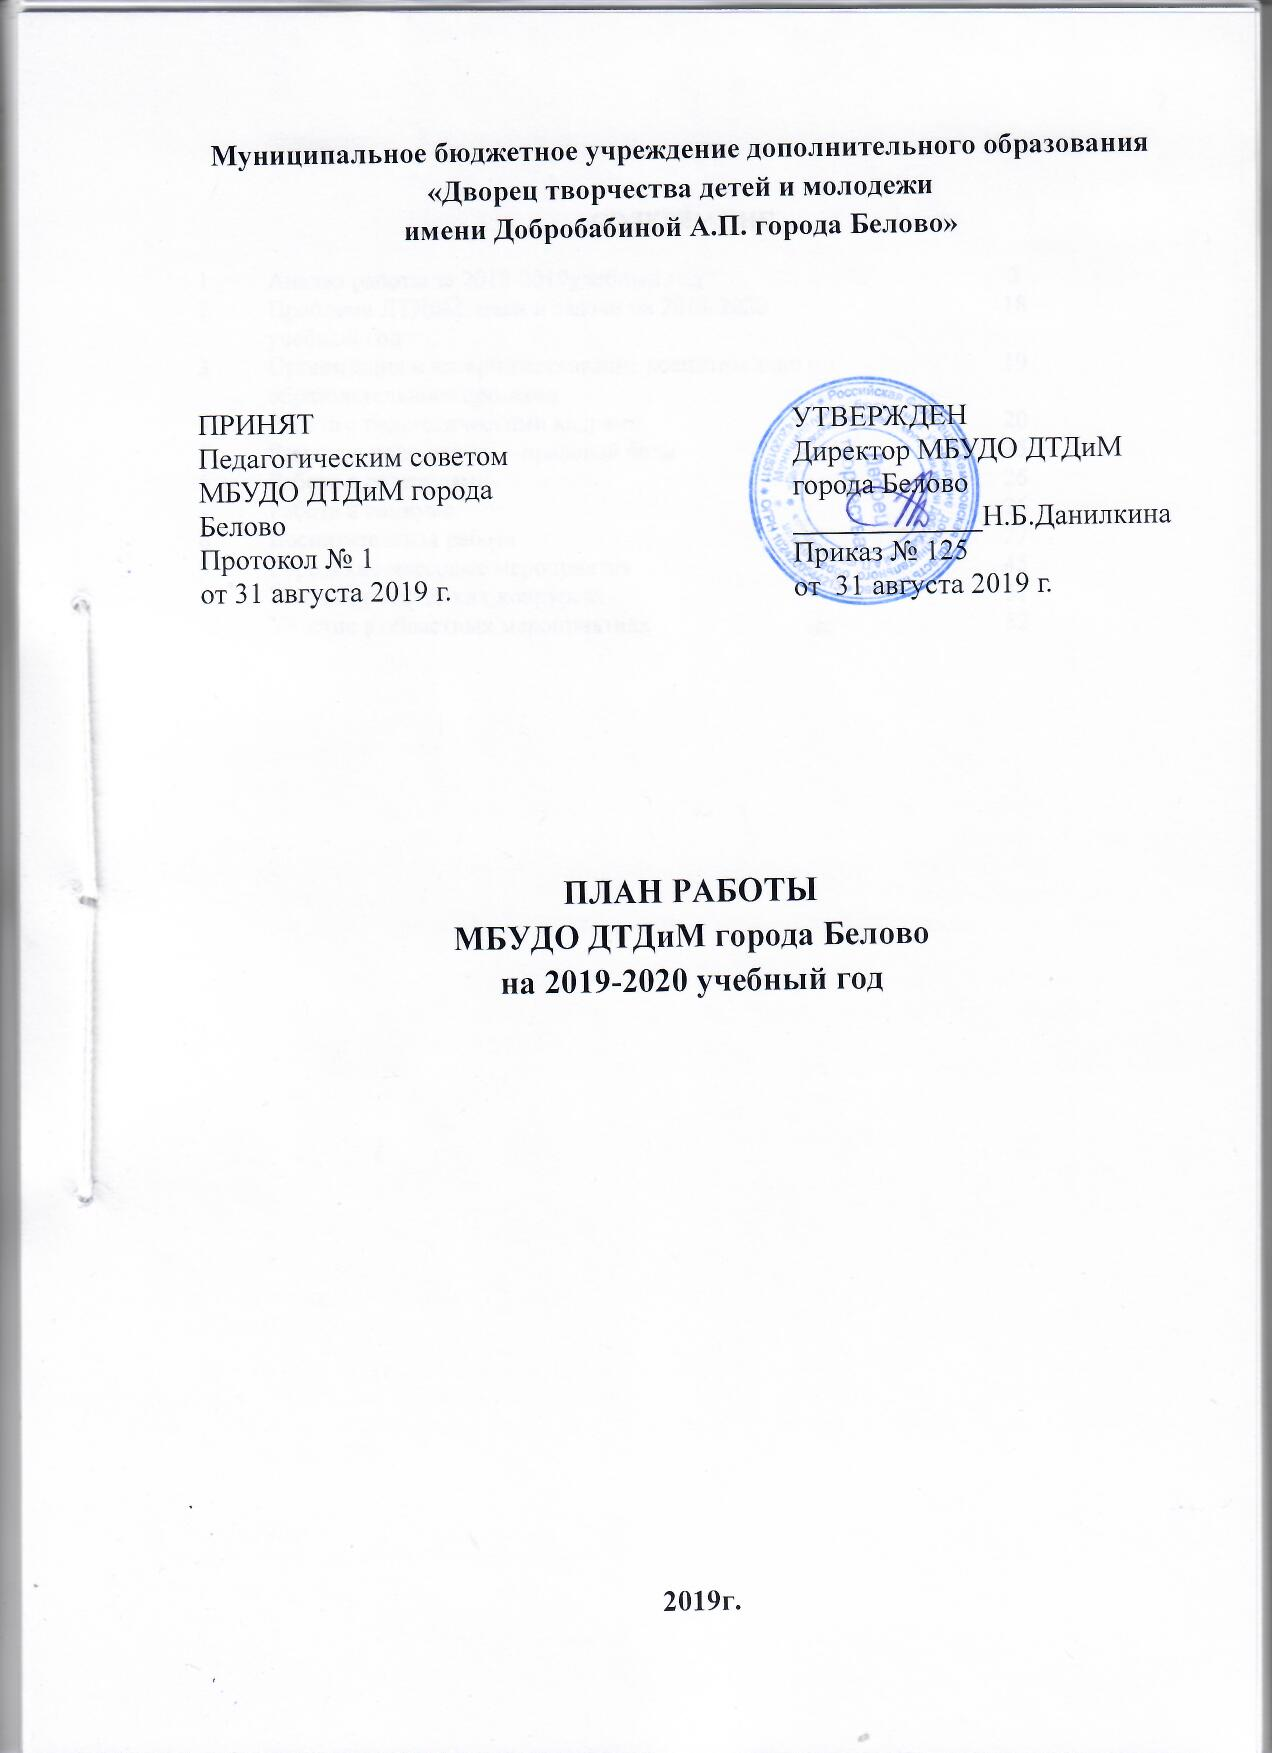 Муниципальное бюджетное учреждение дополнительного образования
«Дворец творчества детей и молодежи
имени Добробабиной А.П. города Белово»
ПРИНЯТ
Педагогическим советом
МБУДО ДТДиМ города
Белово
Протокол № 1
от 31 августа 2019 г.
УТВЕРЖДЕН
Директор МБУДО ДТДиМ
города Белово
Н.Б.Данилкина
Приказ № 125
от 31 августа 2019 г.
ПЛАН РАБОТЫ
МБУДО ДТДиМ города Белово
на 2019-2020 учебный год
2019г.